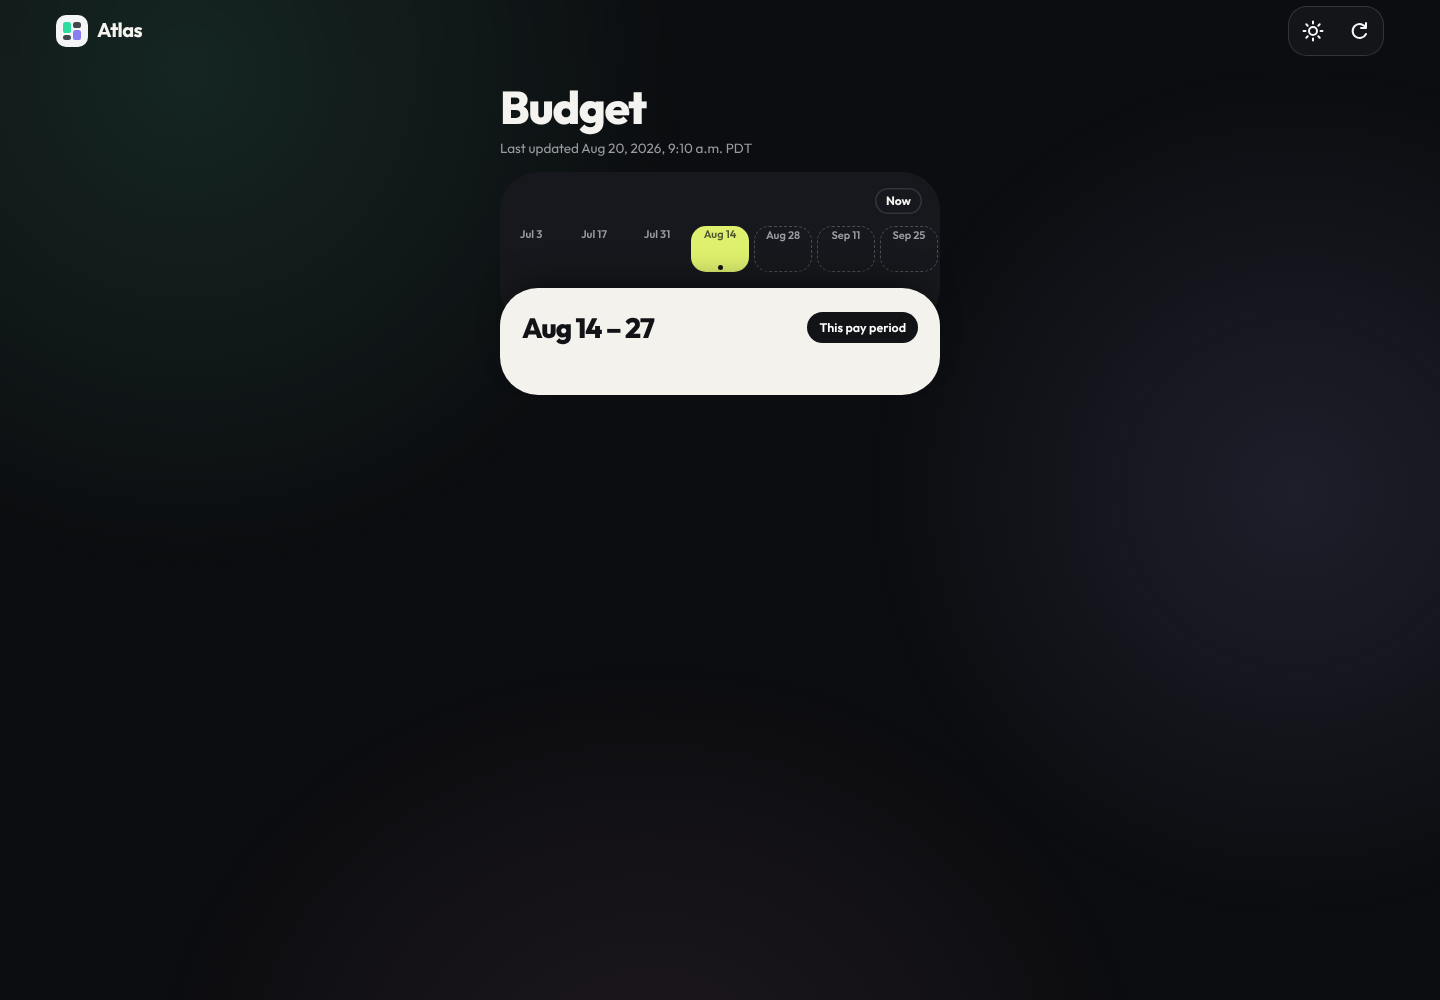 Atlas
Budget
Last updated Aug 20, 2026, 9:10 a.m. PDT
Now
Jul 3 Jul 17 Jul 31 Aug 14 Aug 28 Sep 11 Sep 25
Aug 14 – 27 This pay period